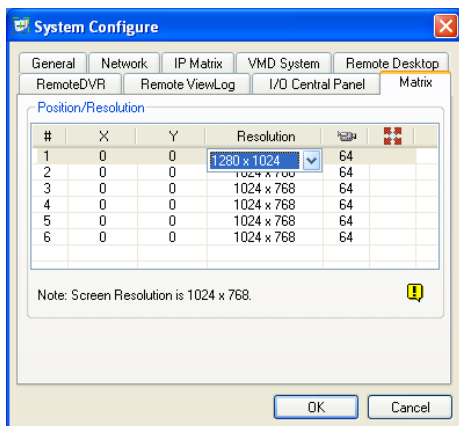 System Configure
General Network IP Matrix VMD System Remote Desktop
RemoteDVR Remote ViewLog I/O Central Panel Matrix
Position/Resolution
# X Y Resolution
1 0 0 1280 x 1024 64
2 0 0 1024 x 768 64
3 0 0 1024 x 768 64
4 0 0 1024 x 768 64
5 0 0 1024 x 768 64
6 0 0 1024 x 768 64
Note: Screen Resolution is 1024 x 768.
OK Cancel